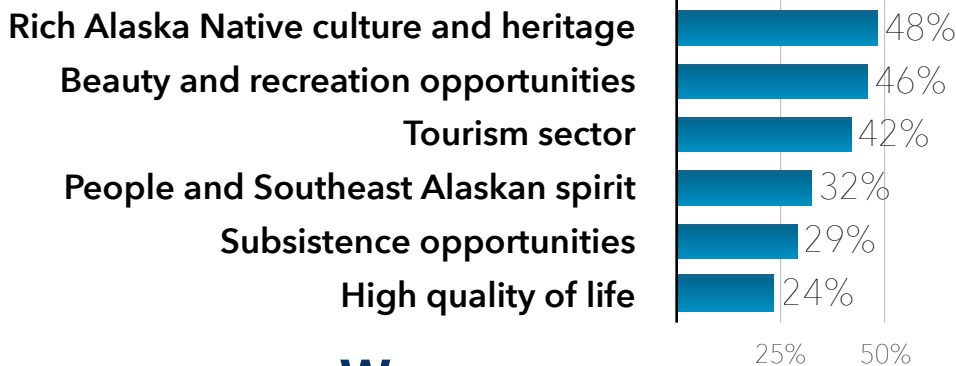 Rich Alaska Native culture and heritage 48%
Beauty and recreation opportunities 46%
Tourism sector 42%
People and Southeast Alaskan spirit 32%
Subsistence opportunities 29%
High quality of life 24%
25% 50%